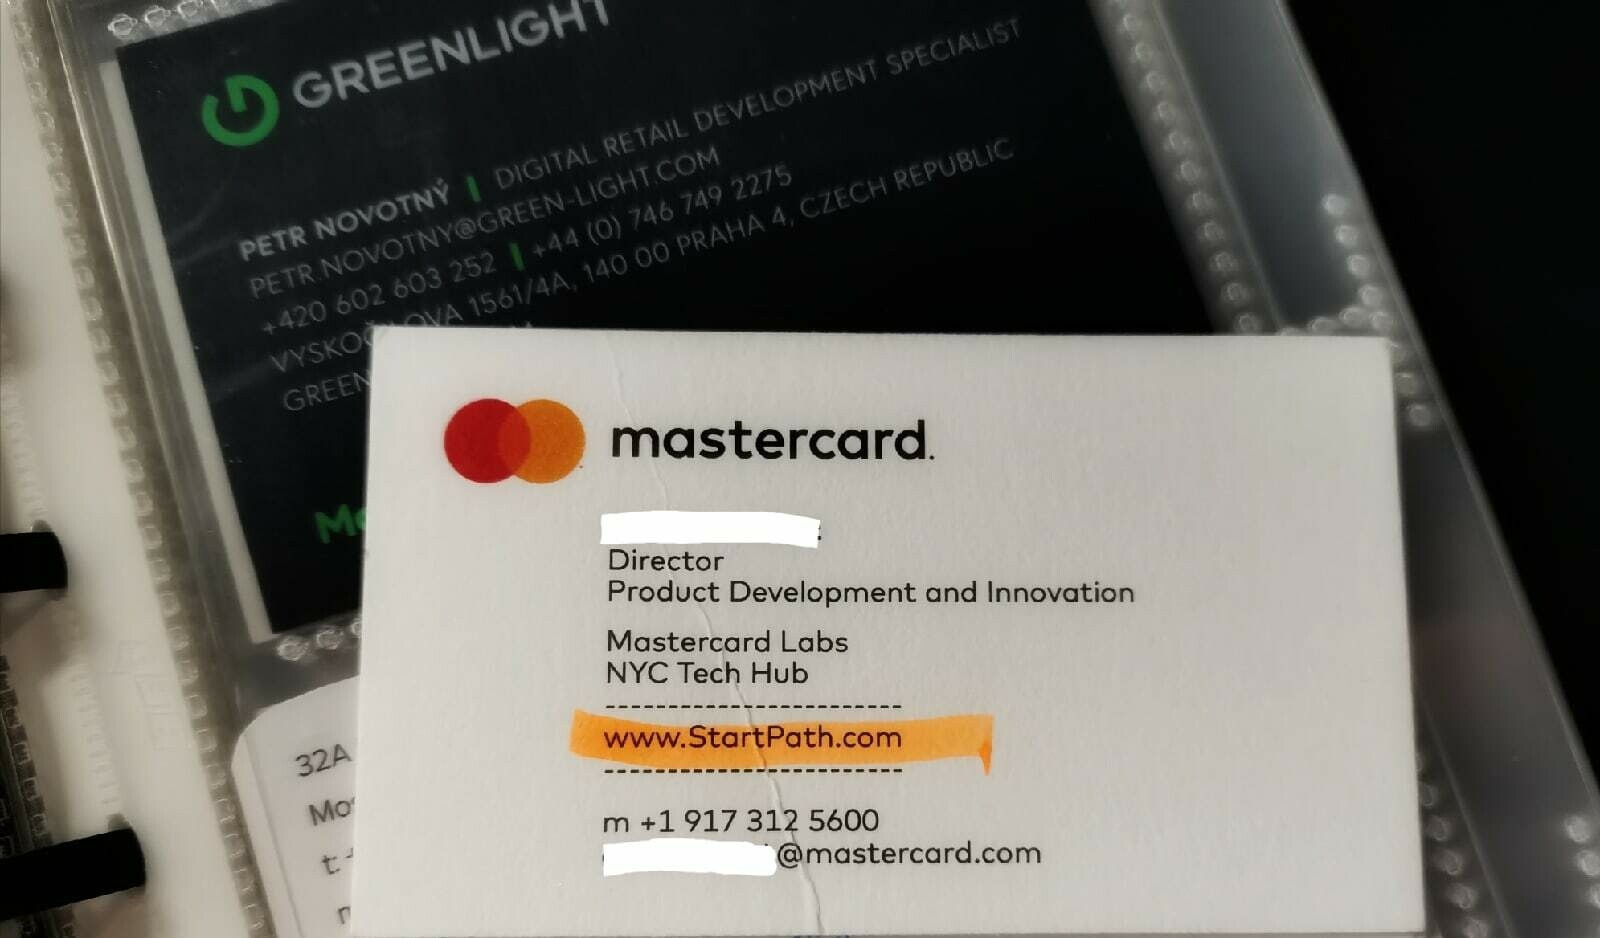 GREENLIGHT
PETR NOVOTNÝ | DIGITAL RETAIL DEVELOPMENT SPECIALIST
PETR.NOVOTNY@GREEN-LIGHT.COM
+420 602 603 252 | +44 (0) 746 749 2275
1561/4A, 140 00 PRAHA 4, CZECH REPUBLIC
mastercard.
Director
Product Development and Innovation
Mastercard Labs
NYC Tech Hub
------------------------
www.StartPath.com
------------------------
m +1 917 312 5600
@mastercard.com
32A